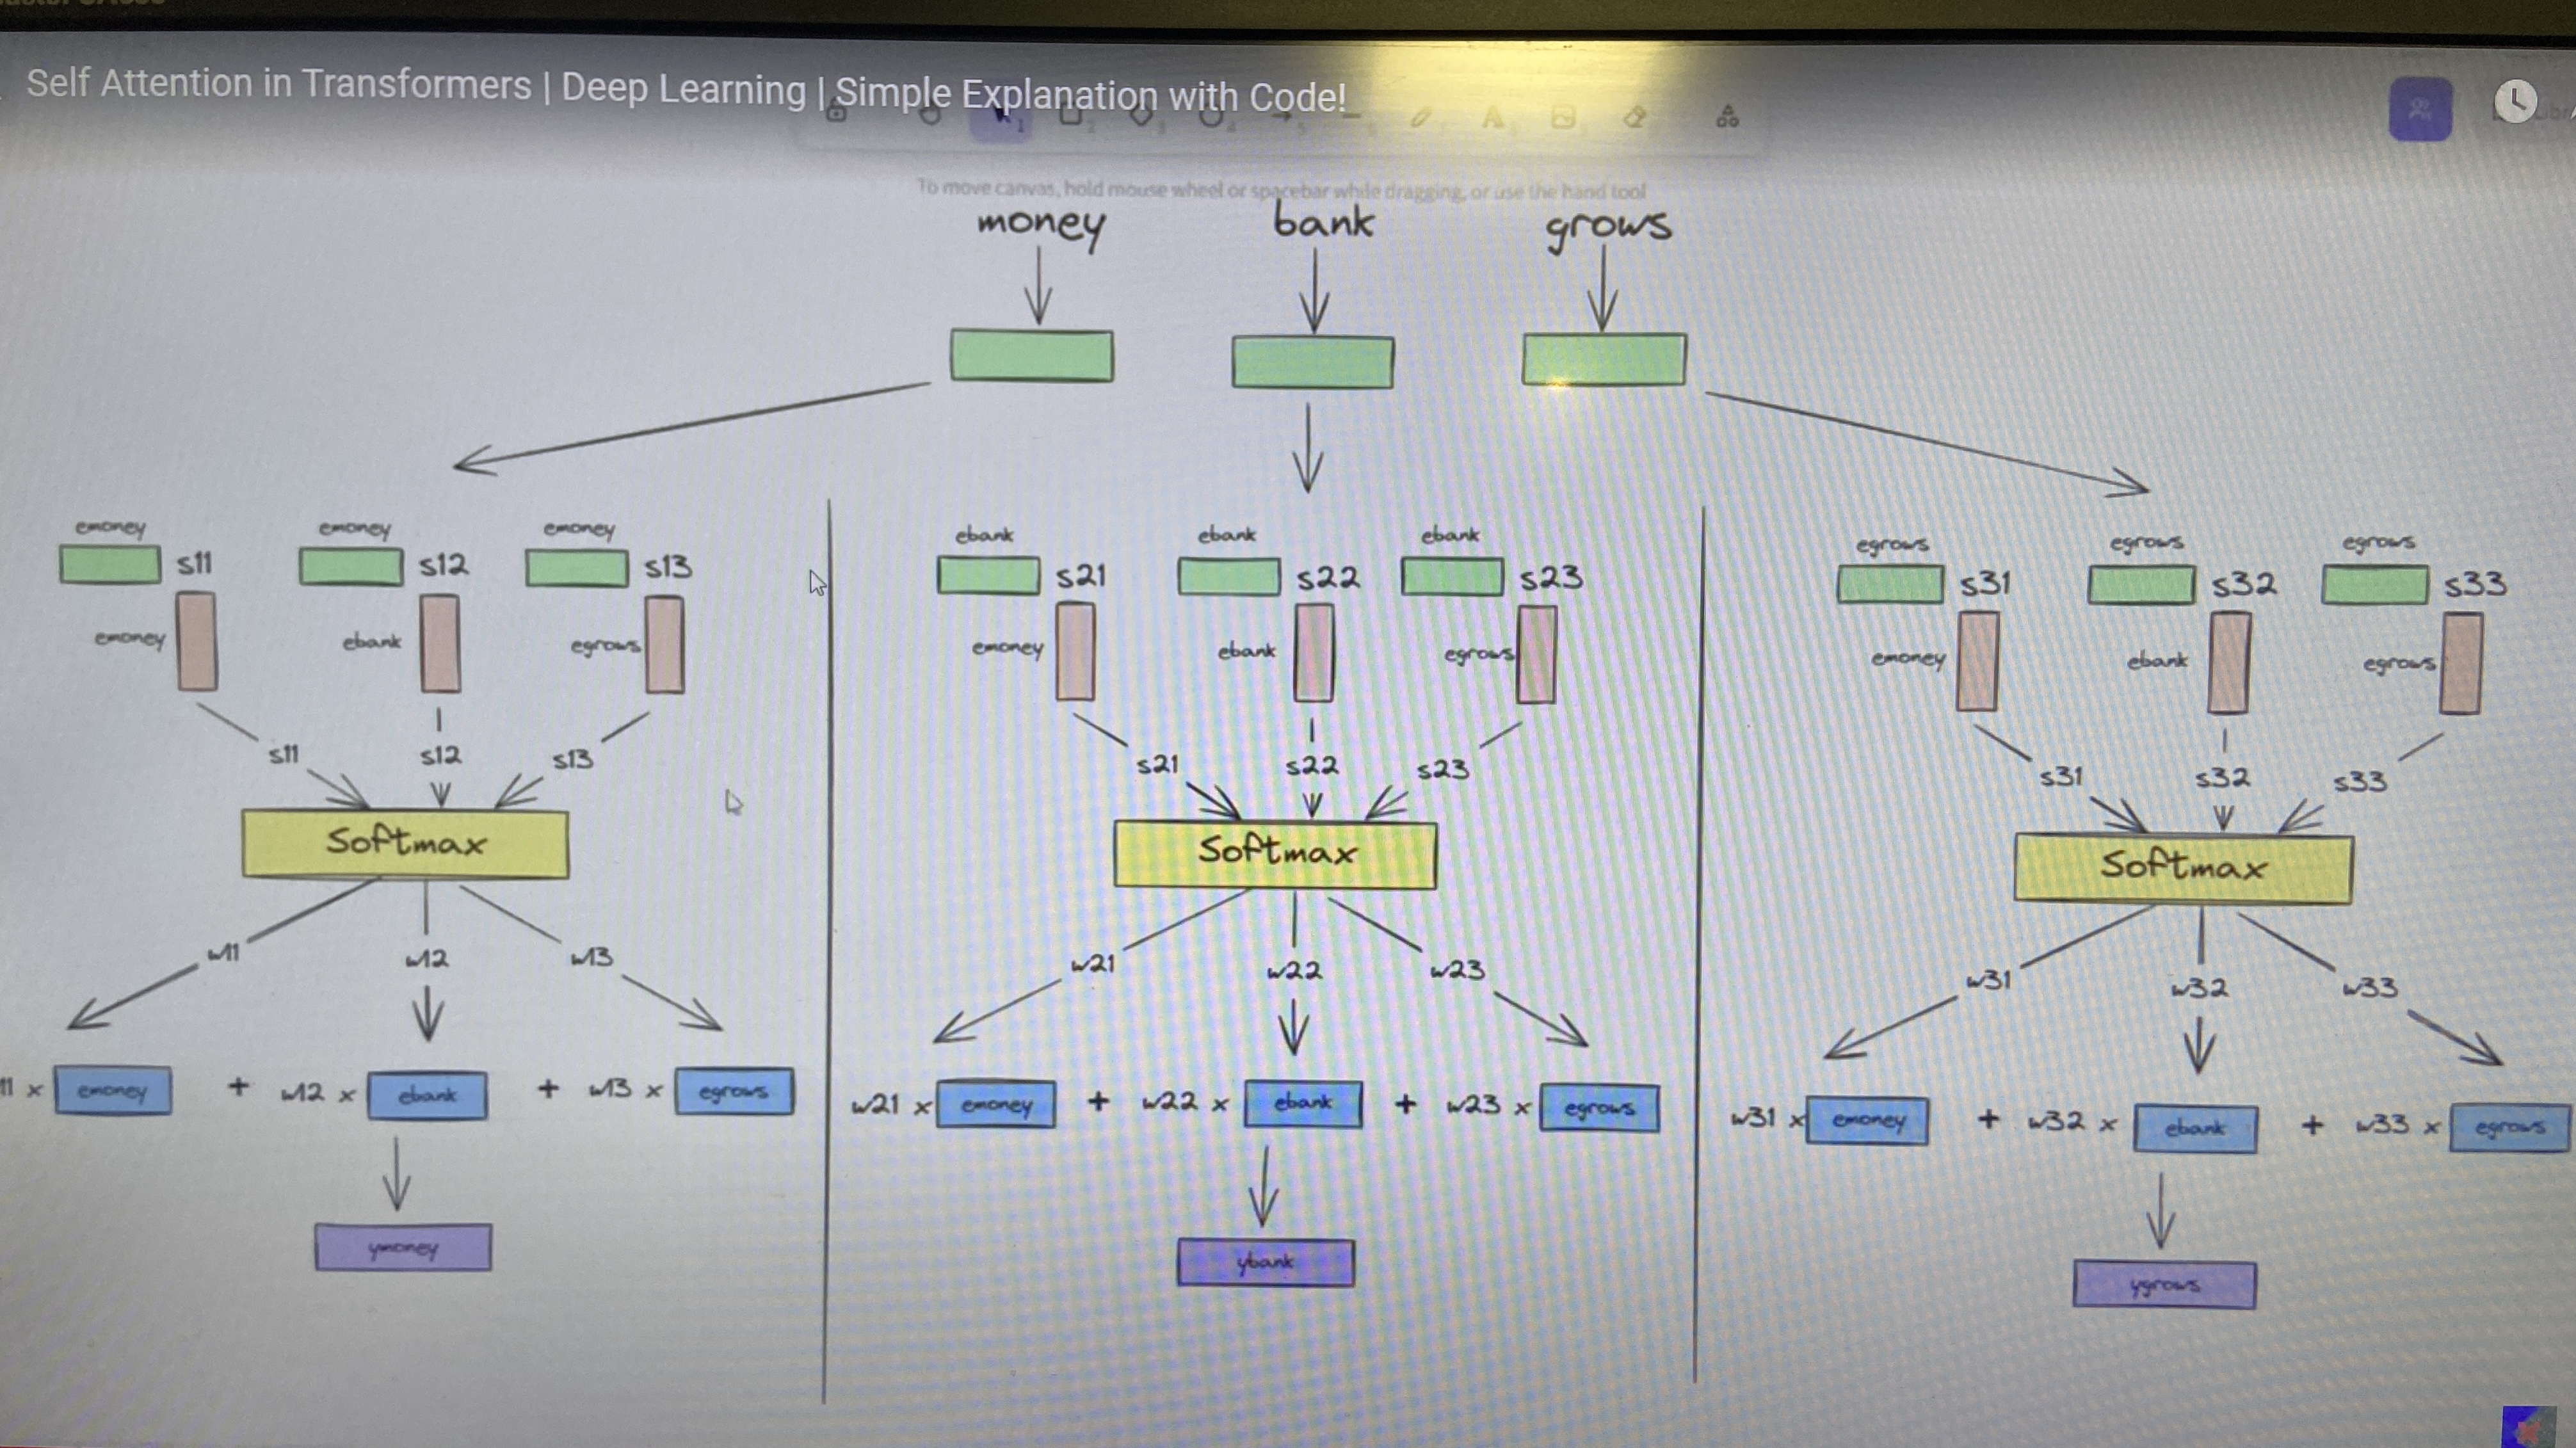 Self Attention in Transformers | Deep Learning | Simple Explanation with Code!
To move canvas, hold mouse wheel or spacebar while dragging, or use the hand tool
money bank grows
emoney emoney emoney ebank ebank ebank egrows egrows egrows
s11 s12 s13 s21 s22 s23 s31 s32 s33
emoney ebank egrows emoney ebank egrows emoney ebank egrows
s11 s12 s13 s21 s22 s23 s31 s32 s33
Softmax Softmax Softmax
w11 w12 w13 w21 w22 w23 w31 w32 w33
11 x emoney + w12 x ebank + w13 x egrows w21 x emoney + w22 x ebank + w23 x egrows w31 x emoney + w32 x ebank + w33 x egrows
ymoney ybank ygrows